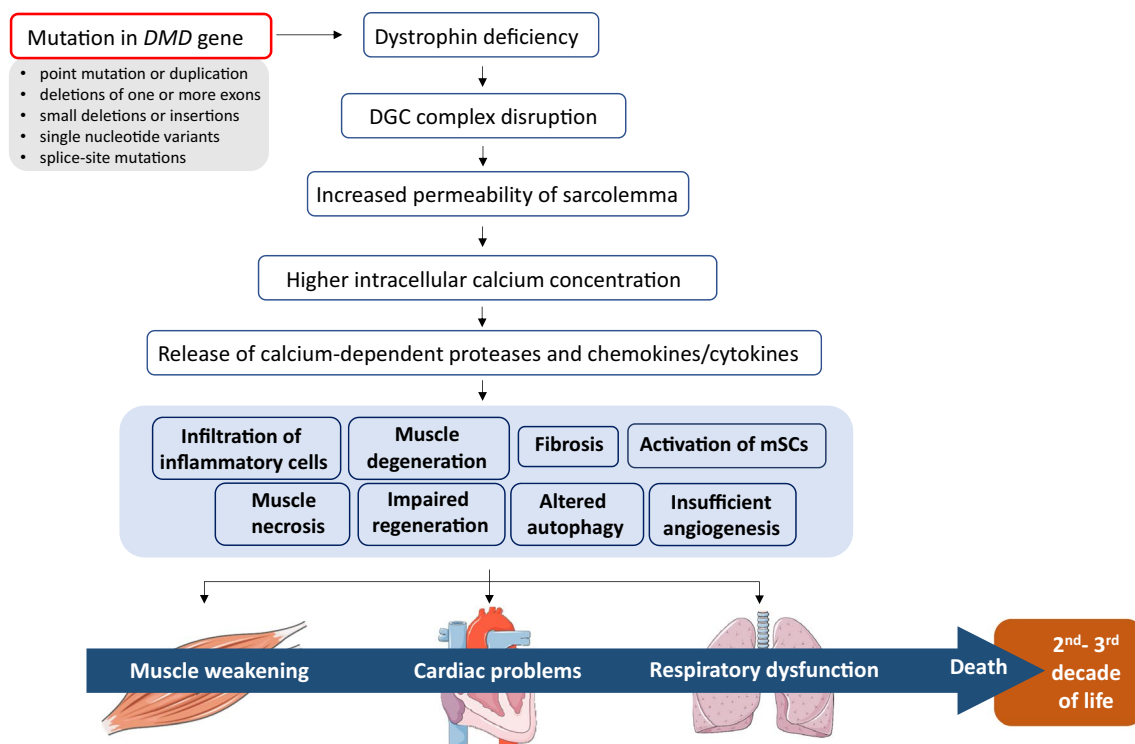 Mutation in DMD gene
Dystrophin deficiency
• point mutation or duplication
• deletions of one or more exons
• small deletions or insertions
• single nucleotide variants
• splice-site mutations
DGC complex disruption
Increased permeability of sarcolemma
Higher intracellular calcium concentration
Release of calcium-dependent proteases and chemokines/cytokines
Infiltration of
inflammatory cells
Muscle
degeneration
Fibrosis
Activation of mSCs
Muscle
necrosis
Impaired
regeneration
Altered
autophagy
Insufficient
angiogenesis
Muscle weakening
Cardiac problems
Respiratory dysfunction
Death
2nd- 3rd
decade
of life